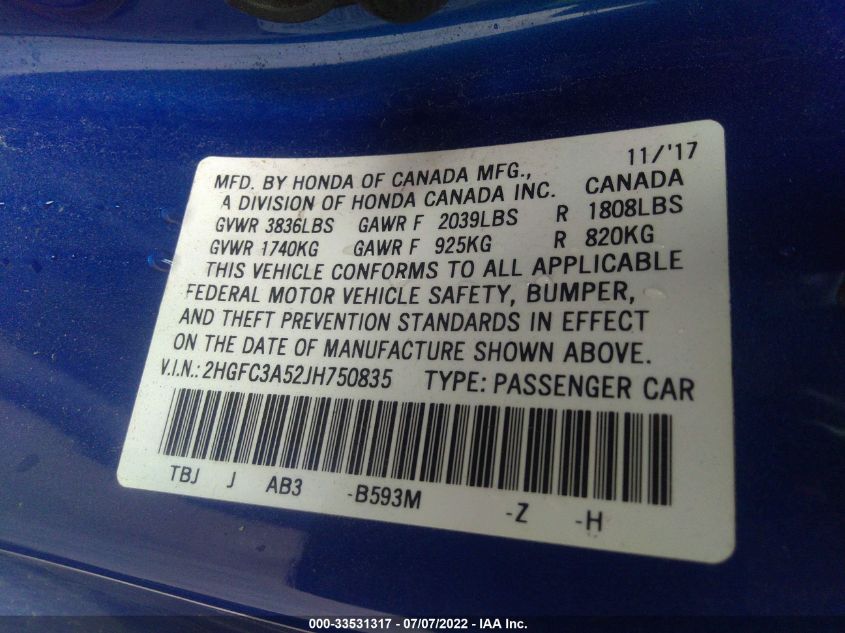 11/'17
MFD. BY HONDA OF CANADA MFG.,
A DIVISION OF HONDA CANADA INC. CANADA
GVWR 3836LBS GAWR F 2039LBS R 1808LBS
GVWR 1740KG GAWR F 925KG R 820KG
THIS VEHICLE CONFORMS TO ALL APPLICABLE
FEDERAL MOTOR VEHICLE SAFETY, BUMPER,
AND THEFT PREVENTION STANDARDS IN EFFECT
ON THE DATE OF MANUFACTURE SHOWN ABOVE.
V.I.N.: 2HGFC3A52JH750835 TYPE: PASSENGER CAR
TBJ J AB3 -B593M -Z -H
000-33531317 - 07/07/2022 - IAA Inc.